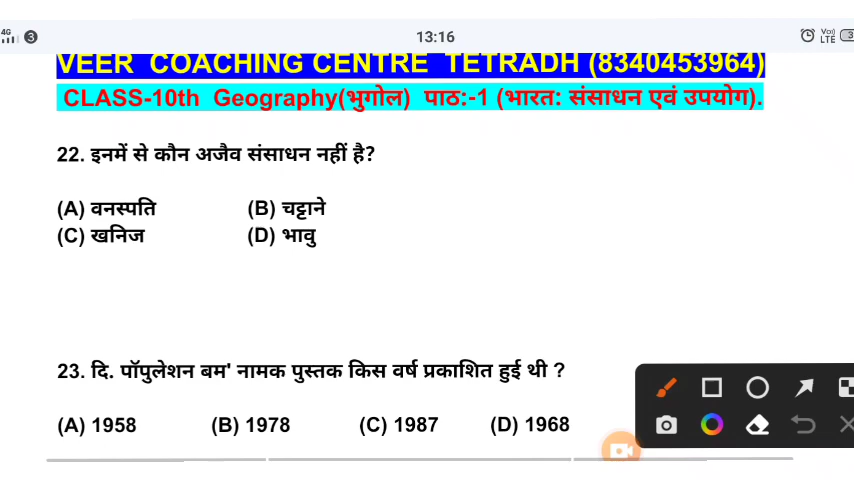 4G 3 13:16 Vo) LTE 3
VEER COACHING CENTRE TETRADH (8340453964)
CLASS-10th Geography(भुगोल) पाठ:-1 (भारत: संसाधन एवं उपयोग).
22. इनमें से कौन अजैव संसाधन नहीं है?
(A) वनस्पति (B) चट्टाने
(C) खनिज (D) भावु
23. दि. पॉपुलेशन बम' नामक पुस्तक किस वर्ष प्रकाशित हुई थी ?
(A) 1958 (B) 1978 (C) 1987 (D) 1968